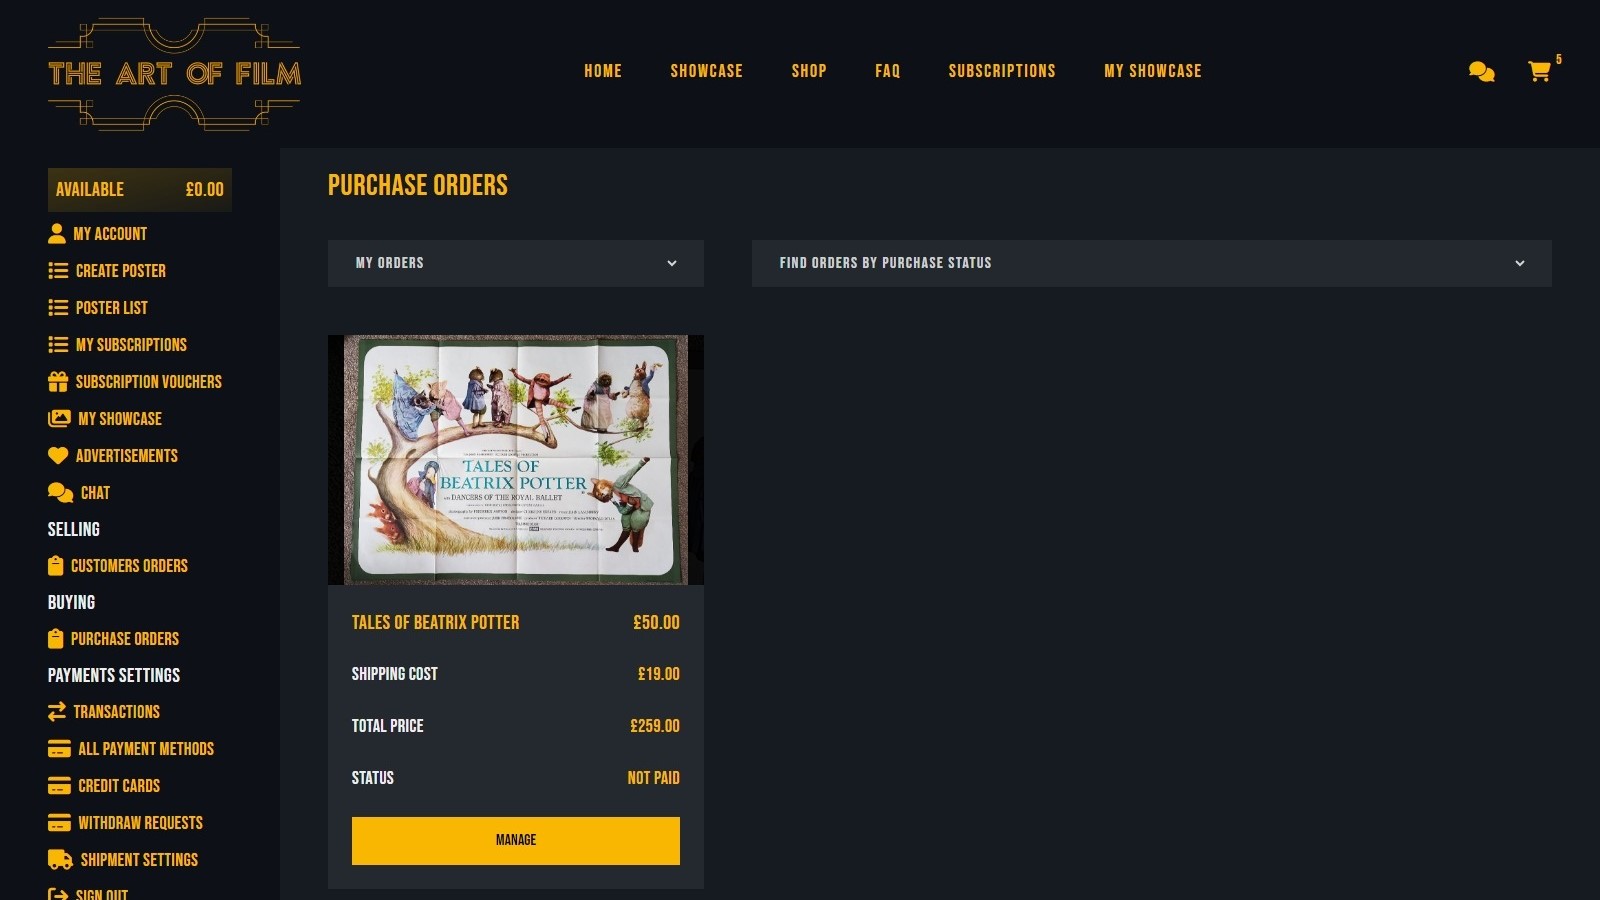 THE ART OF FILM
HOME SHOWCASE SHOP FAQ SUBSCRIPTIONS MY SHOWCASE
5
AVAILABLE £0.00
MY ACCOUNT
CREATE POSTER
POSTER LIST
MY SUBSCRIPTIONS
SUBSCRIPTION VOUCHERS
MY SHOWCASE
ADVERTISEMENTS
CHAT
SELLING
CUSTOMERS ORDERS
BUYING
PURCHASE ORDERS
PAYMENTS SETTINGS
TRANSACTIONS
ALL PAYMENT METHODS
CREDIT CARDS
WITHDRAW REQUESTS
SHIPMENT SETTINGS
SIGN OUT
PURCHASE ORDERS
MY ORDERS
FIND ORDERS BY PURCHASE STATUS
TALES OF
BEATRIX POTTER
DANCERS OF THE ROYAL BALLET
TALES OF BEATRIX POTTER £50.00
SHIPPING COST £19.00
TOTAL PRICE £259.00
STATUS NOT PAID
MANAGE